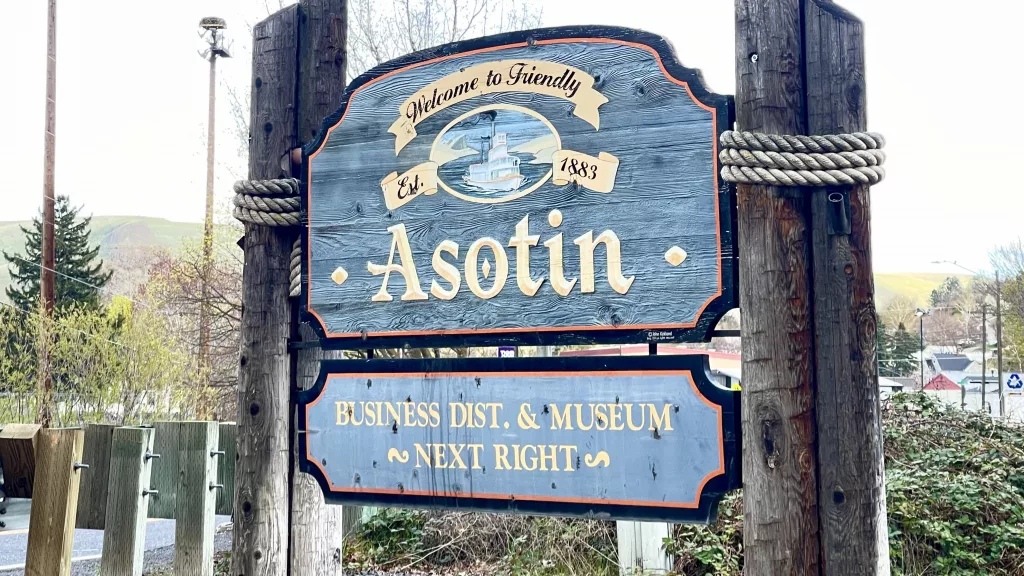 Welcome to Friendly
Est. 1883
Asotin
BUSINESS DIST. & MUSEUM
~ NEXT RIGHT ~